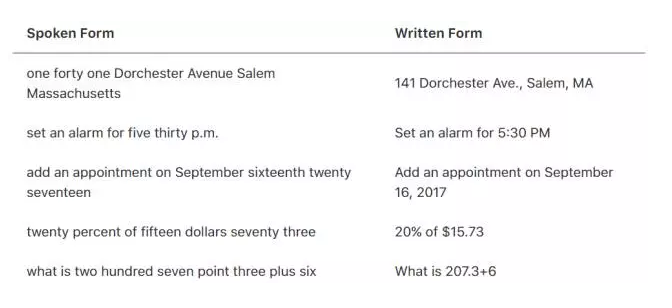 Spoken Form Written Form
one forty one Dorchester Avenue Salem
Massachusetts
141 Dorchester Ave., Salem, MA
set an alarm for five thirty p.m. Set an alarm for 5:30 PM
add an appointment on September sixteenth twenty
seventeen
Add an appointment on September
16, 2017
twenty percent of fifteen dollars seventy three 20% of $15.73
what is two hundred seven point three plus six What is 207.3+6